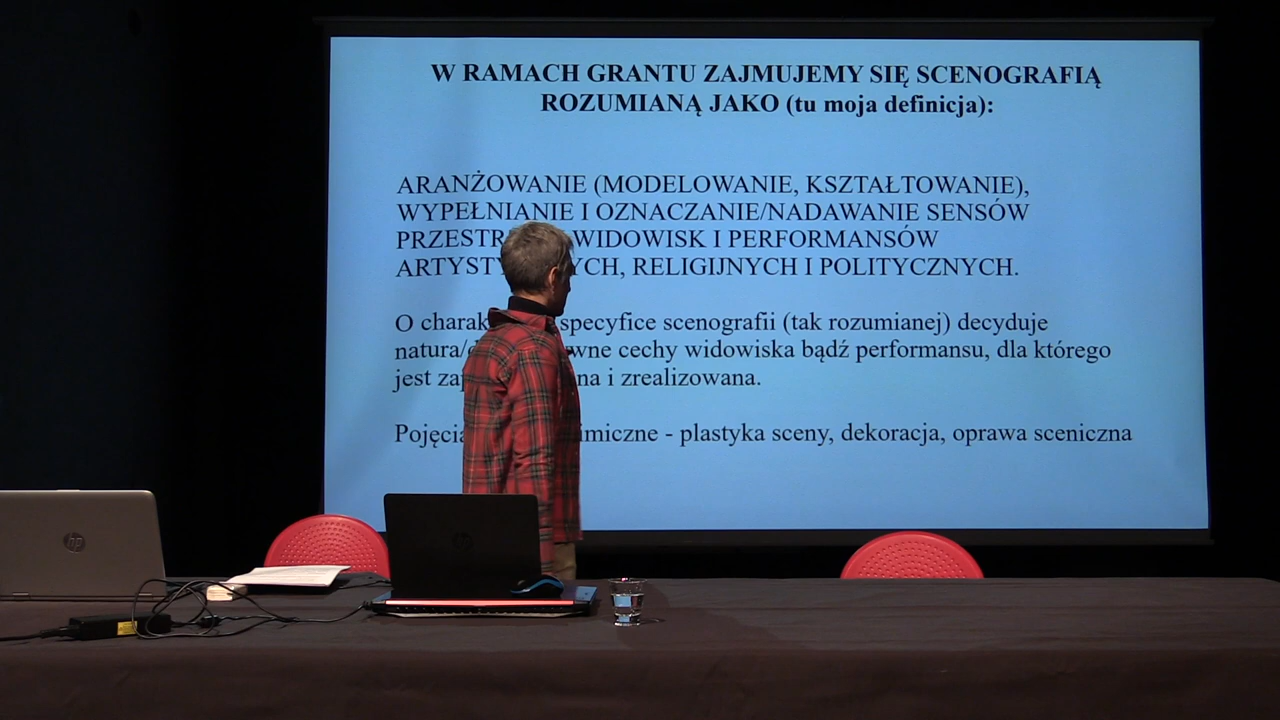 W RAMACH GRANTU ZAJMUJEMY SIĘ SCENOGRAFIĄ
ROZUMIANĄ JAKO (tu moja definicja):
ARANŻOWANIE (MODELOWANIE, KSZTAŁTOWANIE),
WYPEŁNIANIE I OZNACZANIE/NADAWANIE SENSÓW
WIDOWISK I PERFORMANSÓW
RELIGIJNYCH I POLITYCZNYCH.
O specyfice scenografii (tak rozumianej) decyduje
cechy widowiska bądź performansu, dla którego
jest i zrealizowana.
- plastyka sceny, dekoracja, oprawa sceniczna
hp